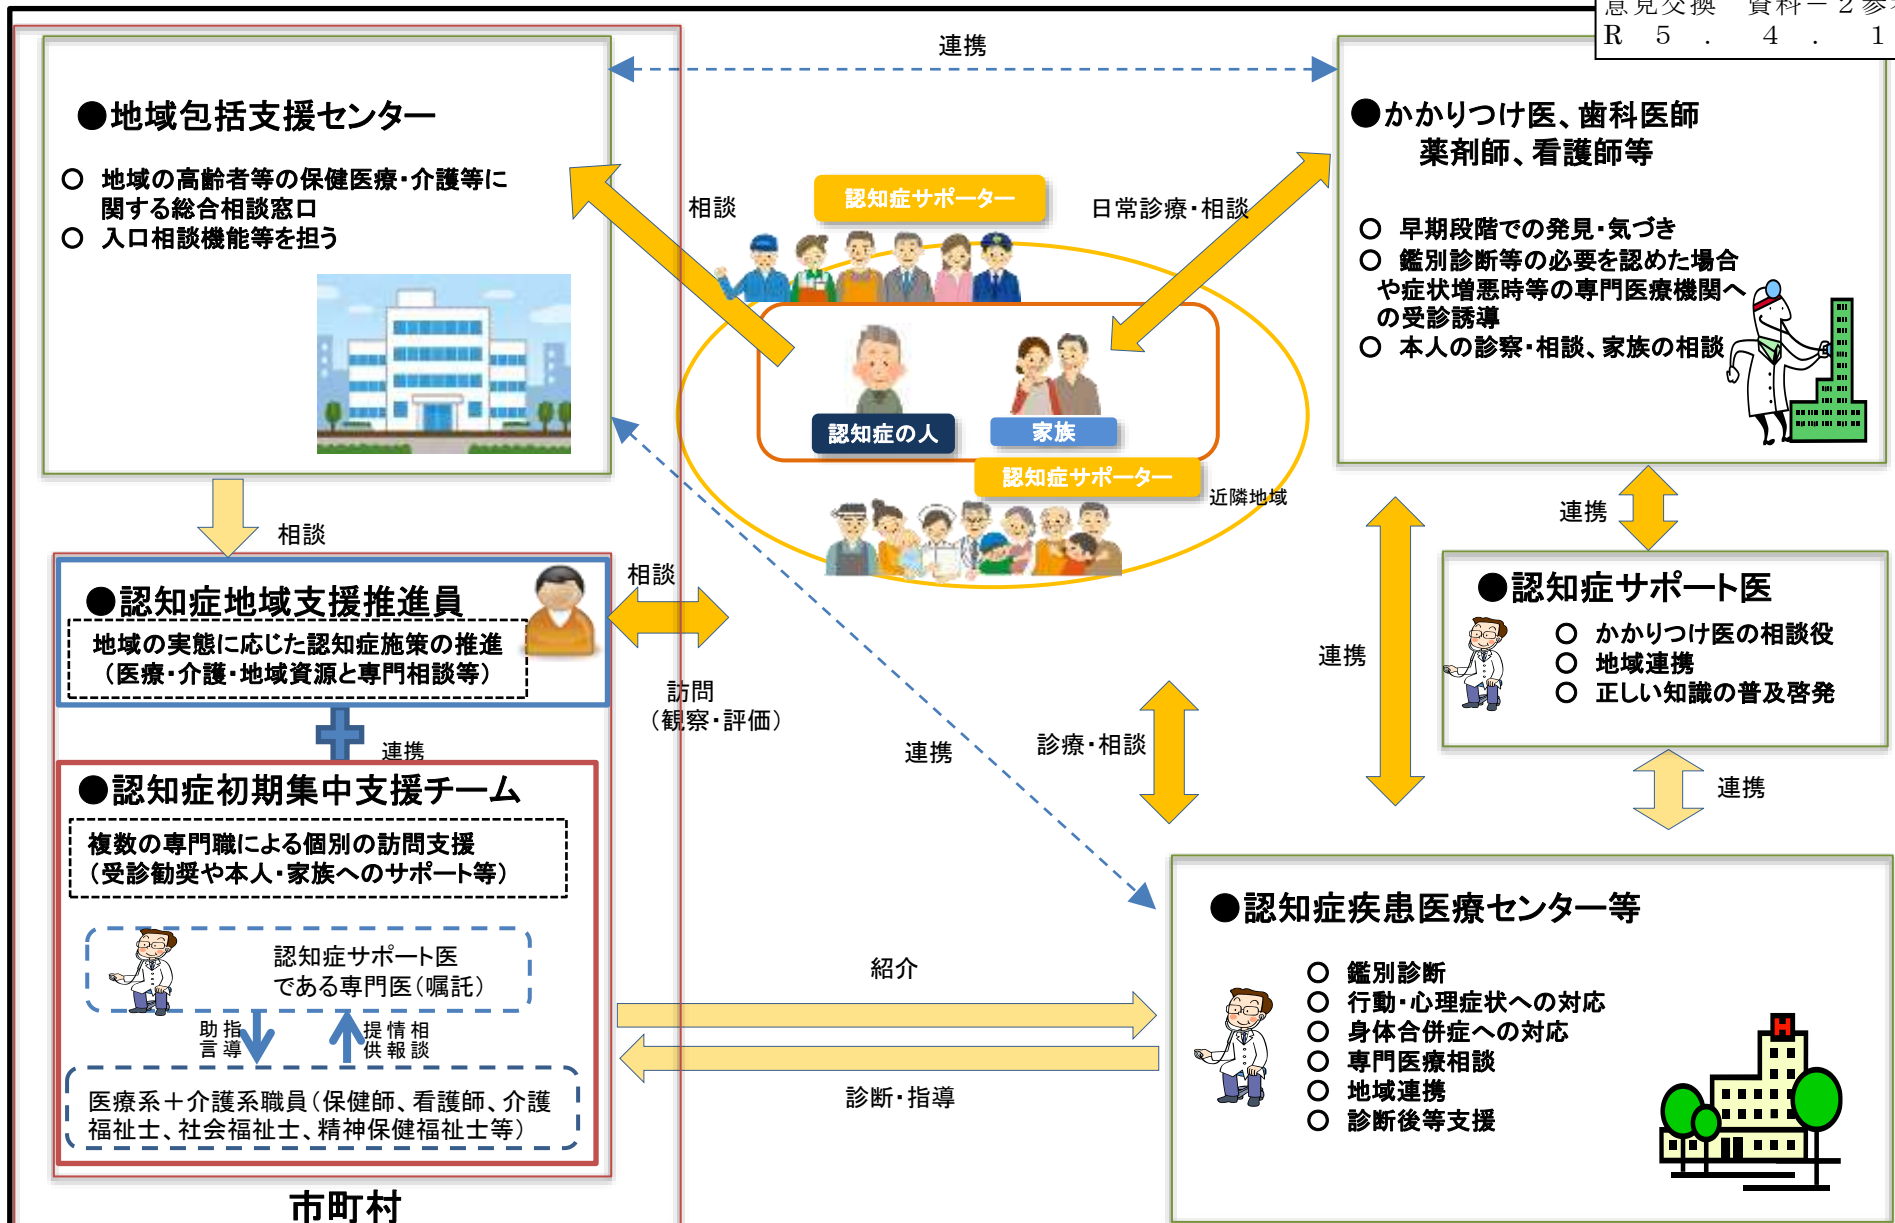 意見交換 資料-2参考
R 5 . 4 . 1
連携
●地域包括支援センター
○ 地域の高齢者等の保健医療・介護等に
関する総合相談窓口
○ 入口相談機能等を担う
相談
認知症サポーター
日常診療・相談
●かかりつけ医、歯科医師
薬剤師、看護師等
○ 早期段階での発見・気づき
○ 鑑別診断等の必要を認めた場合
や症状増悪時等の専門医療機関へ
の受診誘導
○ 本人の診察・相談、家族の相談
認知症の人
家族
認知症サポーター
近隣地域
相談
連携
●認知症地域支援推進員
地域の実態に応じた認知症施策の推進
(医療・介護・地域資源と専門相談等)
相談
訪問
(観察・評価)
連携
連携
診療・相談
連携
●認知症サポート医
○ かかりつけ医の相談役
○ 地域連携
○ 正しい知識の普及啓発
連携
●認知症初期集中支援チーム
複数の専門職による個別の訪問支援
(受診勧奨や本人・家族へのサポート等)
認知症サポート医
である専門医(嘱託)
指導
助言
相談
情報
提供
医療系+介護系職員(保健師、看護師、介護
福祉士、社会福祉士、精神保健福祉士等)
紹介
診断・指導
●認知症疾患医療センター等
○ 鑑別診断
○ 行動・心理症状への対応
○ 身体合併症への対応
○ 専門医療相談
○ 地域連携
○ 診断後等支援
H
市町村